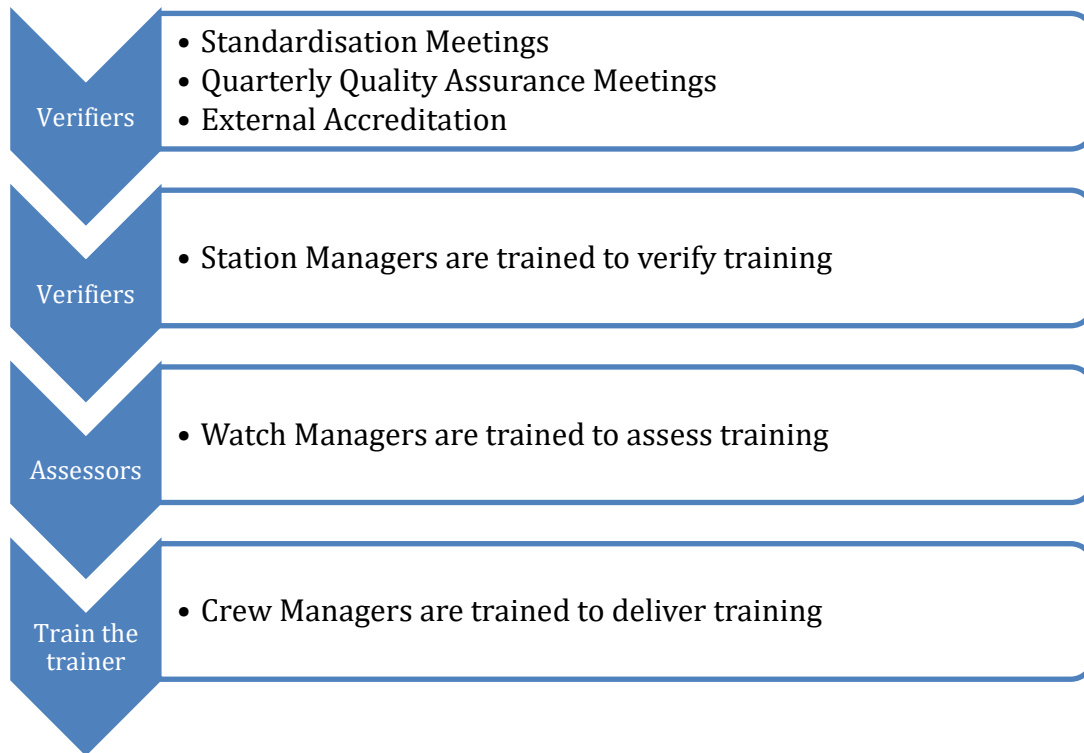 Verifiers
• Standardisation Meetings
• Quarterly Quality Assurance Meetings
• External Accreditation
Verifiers
• Station Managers are trained to verify training
Assessors
• Watch Managers are trained to assess training
Train the
trainer
• Crew Managers are trained to deliver training